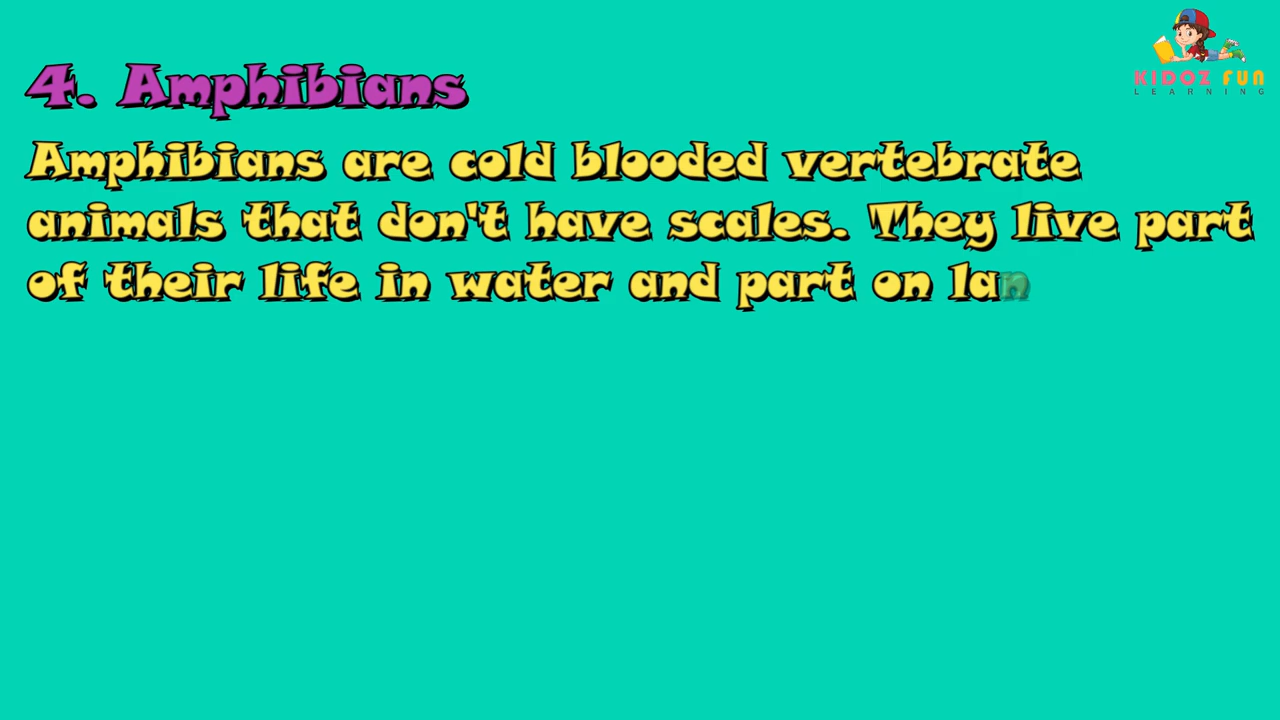 KIDOZ FUN
LEARNING
4. Amphibians
Amphibians are cold blooded vertebrate
animals that don't have scales. They live part
of their life in water and part on lan